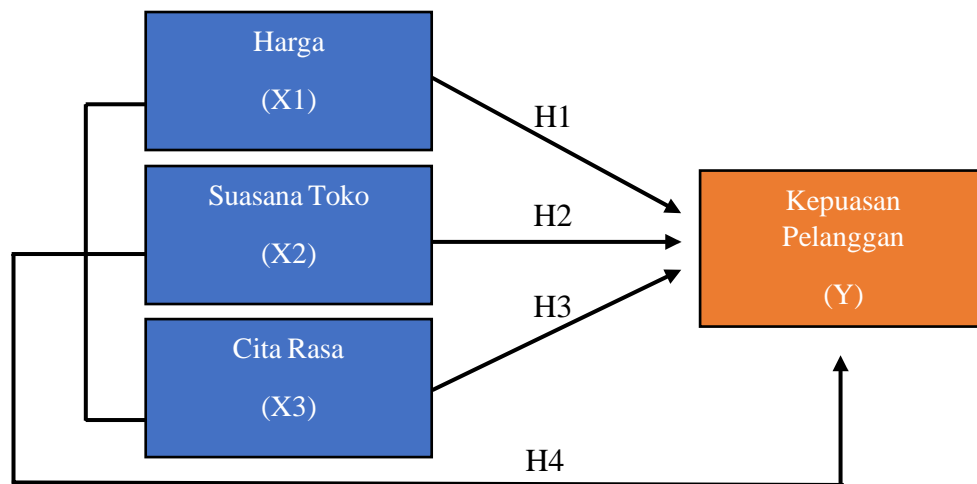 Harga
(X1)
H1
Suasana Toko
(X2)
H2
Kepuasan
Pelanggan
(Y)
H3
Cita Rasa
(X3)
H4